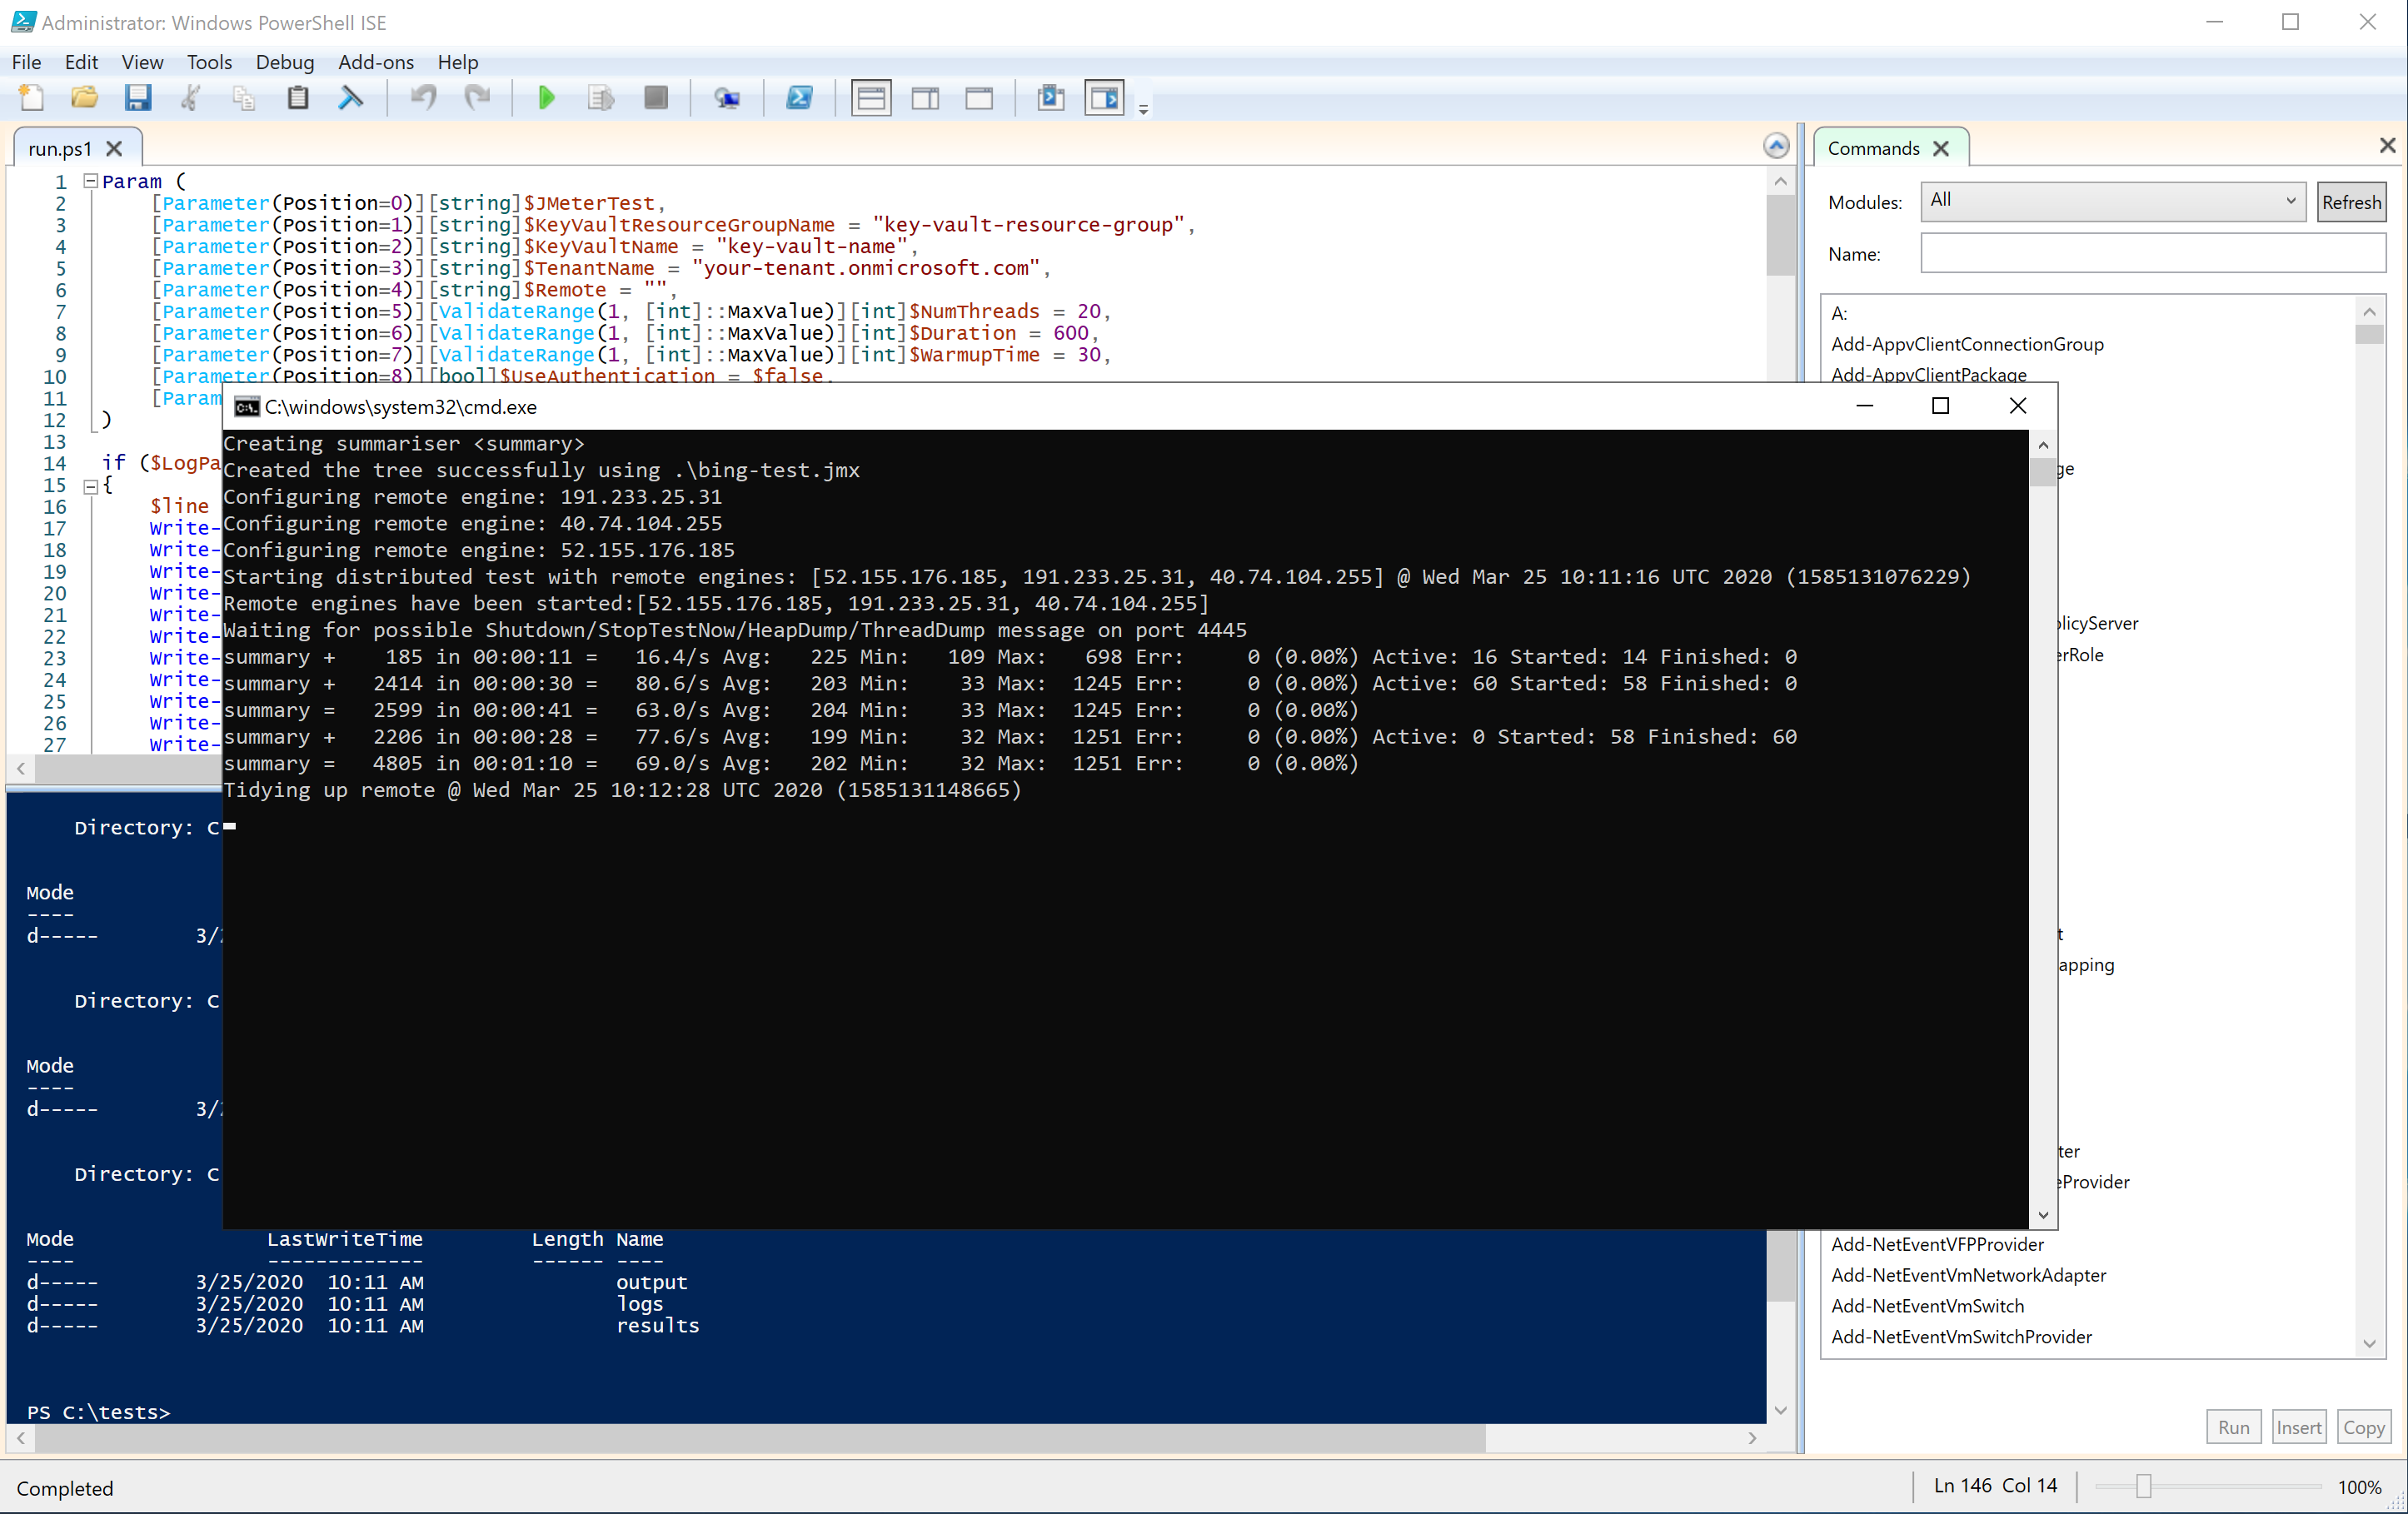 Administrator: Windows PowerShell ISE
File Edit View Tools Debug Add-ons Help
run.ps1
1 Param (
2 [Parameter(Position=0)][string]$JMeterTest,
3 [Parameter(Position=1)][string]$KeyVaultResourceGroupName = "key-vault-resource-group",
4 [Parameter(Position=2)][string]$KeyVaultName = "key-vault-name",
5 [Parameter(Position=3)][string]$TenantName = "your-tenant.onmicrosoft.com",
6 [Parameter(Position=4)][string]$Remote = "",
7 [Parameter(Position=5)][ValidateRange(1, [int]::MaxValue)][int]$NumThreads = 20,
8 [Parameter(Position=6)][ValidateRange(1, [int]::MaxValue)][int]$Duration = 600,
9 [Parameter(Position=7)][ValidateRange(1, [int]::MaxValue)][int]$WarmupTime = 30,
10 [Parameter(Position=8)][bool]$UseAuthentication = $false,
11 [Param
12 )
13
14 if ($LogPa
15 {
16 $line
17 Write-
18 Write-
19 Write-
20 Write-
21 Write-
22 Write-
23 Write-
24 Write-
25 Write-
26 Write-
27 Write-
C:\windows\system32\cmd.exe
Creating summariser <summary>
Created the tree successfully using .\bing-test.jmx
Configuring remote engine: 191.233.25.31
Configuring remote engine: 40.74.104.255
Configuring remote engine: 52.155.176.185
Starting distributed test with remote engines: [52.155.176.185, 191.233.25.31, 40.74.104.255] @ Wed Mar 25 10:11:16 UTC 2020 (1585131076229)
Remote engines have been started:[52.155.176.185, 191.233.25.31, 40.74.104.255]
Waiting for possible Shutdown/StopTestNow/HeapDump/ThreadDump message on port 4445
summary + 185 in 00:00:11 = 16.4/s Avg: 225 Min: 109 Max: 698 Err: 0 (0.00%) Active: 16 Started: 14 Finished: 0
summary + 2414 in 00:00:30 = 80.6/s Avg: 203 Min: 33 Max: 1245 Err: 0 (0.00%) Active: 60 Started: 58 Finished: 0
summary = 2599 in 00:00:41 = 63.0/s Avg: 204 Min: 33 Max: 1245 Err: 0 (0.00%)
summary + 2206 in 00:00:28 = 77.6/s Avg: 199 Min: 32 Max: 1251 Err: 0 (0.00%) Active: 0 Started: 58 Finished: 60
summary = 4805 in 00:01:10 = 69.0/s Avg: 202 Min: 32 Max: 1251 Err: 0 (0.00%)
Tidying up remote @ Wed Mar 25 10:12:28 UTC 2020 (1585131148665)
Directory: C
Mode
----
d----- 3/
Directory: C
Mode
----
d----- 3/
Directory: C
Mode LastWriteTime Length Name
---- ------------- ------ ----
d----- 3/25/2020 10:11 AM output
d----- 3/25/2020 10:11 AM logs
d----- 3/25/2020 10:11 AM results
PS C:\tests>
Commands
Modules: All Refresh
Name:
A:
Add-AppvClientConnectionGroup
Add-AppvClientPackage
ge
licyServer
erRole
t
apping
ter
eProvider
Add-NetEventVFPProvider
Add-NetEventVmNetworkAdapter
Add-NetEventVmSwitch
Add-NetEventVmSwitchProvider
Run Insert Copy
Completed
Ln 146 Col 14
100%